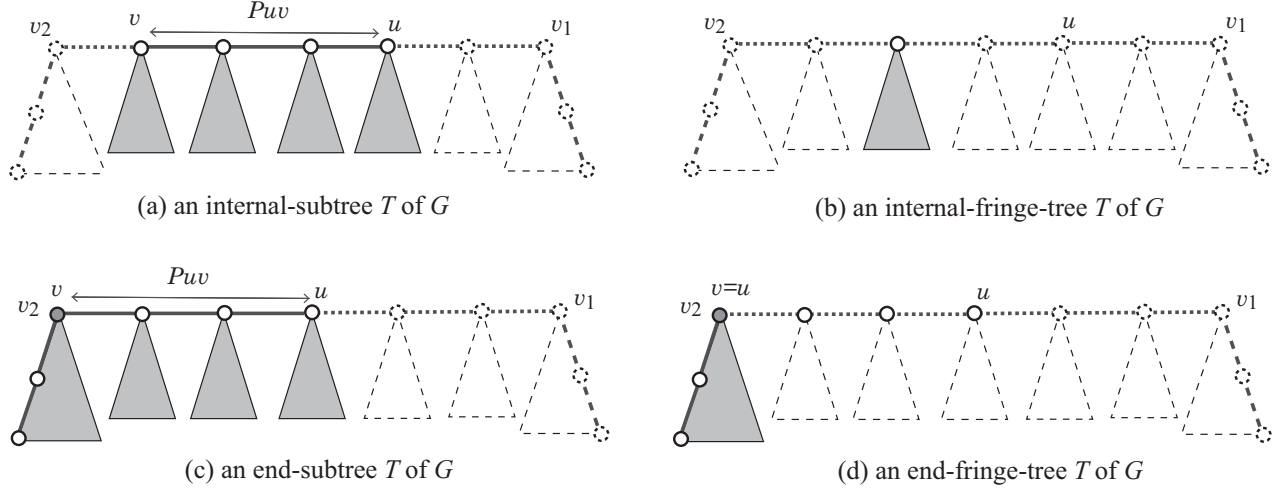 v2 v Puv u v1
v2 u v1
(a) an internal-subtree T of G
(b) an internal-fringe-tree T of G
v2 v Puv u v1
v2 v=u u v1
(c) an end-subtree T of G
(d) an end-fringe-tree T of G